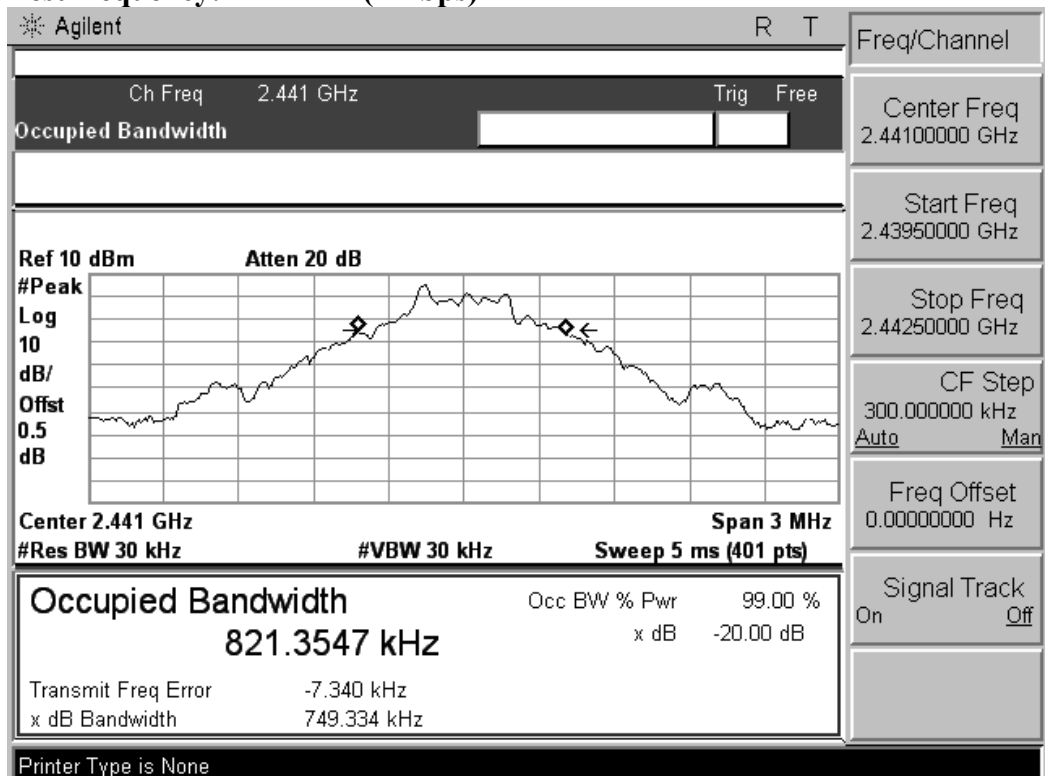 Agilent R T
Freq/Channel
Ch Freq 2.441 GHz Trig Free
Occupied Bandwidth
Center Freq
2.44100000 GHz
Start Freq
2.43950000 GHz
Stop Freq
2.44250000 GHz
CF Step
300.000000 kHz
Auto Man
Freq Offset
0.00000000 Hz
Signal Track
On Off
Ref 10 dBm Atten 20 dB
#Peak
Log
10
dB/
Offst
0.5
dB
Center 2.441 GHz Span 3 MHz
#Res BW 30 kHz #VBW 30 kHz Sweep 5 ms (401 pts)
Occupied Bandwidth Occ BW % Pwr 99.00 %
821.3547 kHz x dB -20.00 dB
Transmit Freq Error -7.340 kHz
x dB Bandwidth 749.334 kHz
Printer Type is None